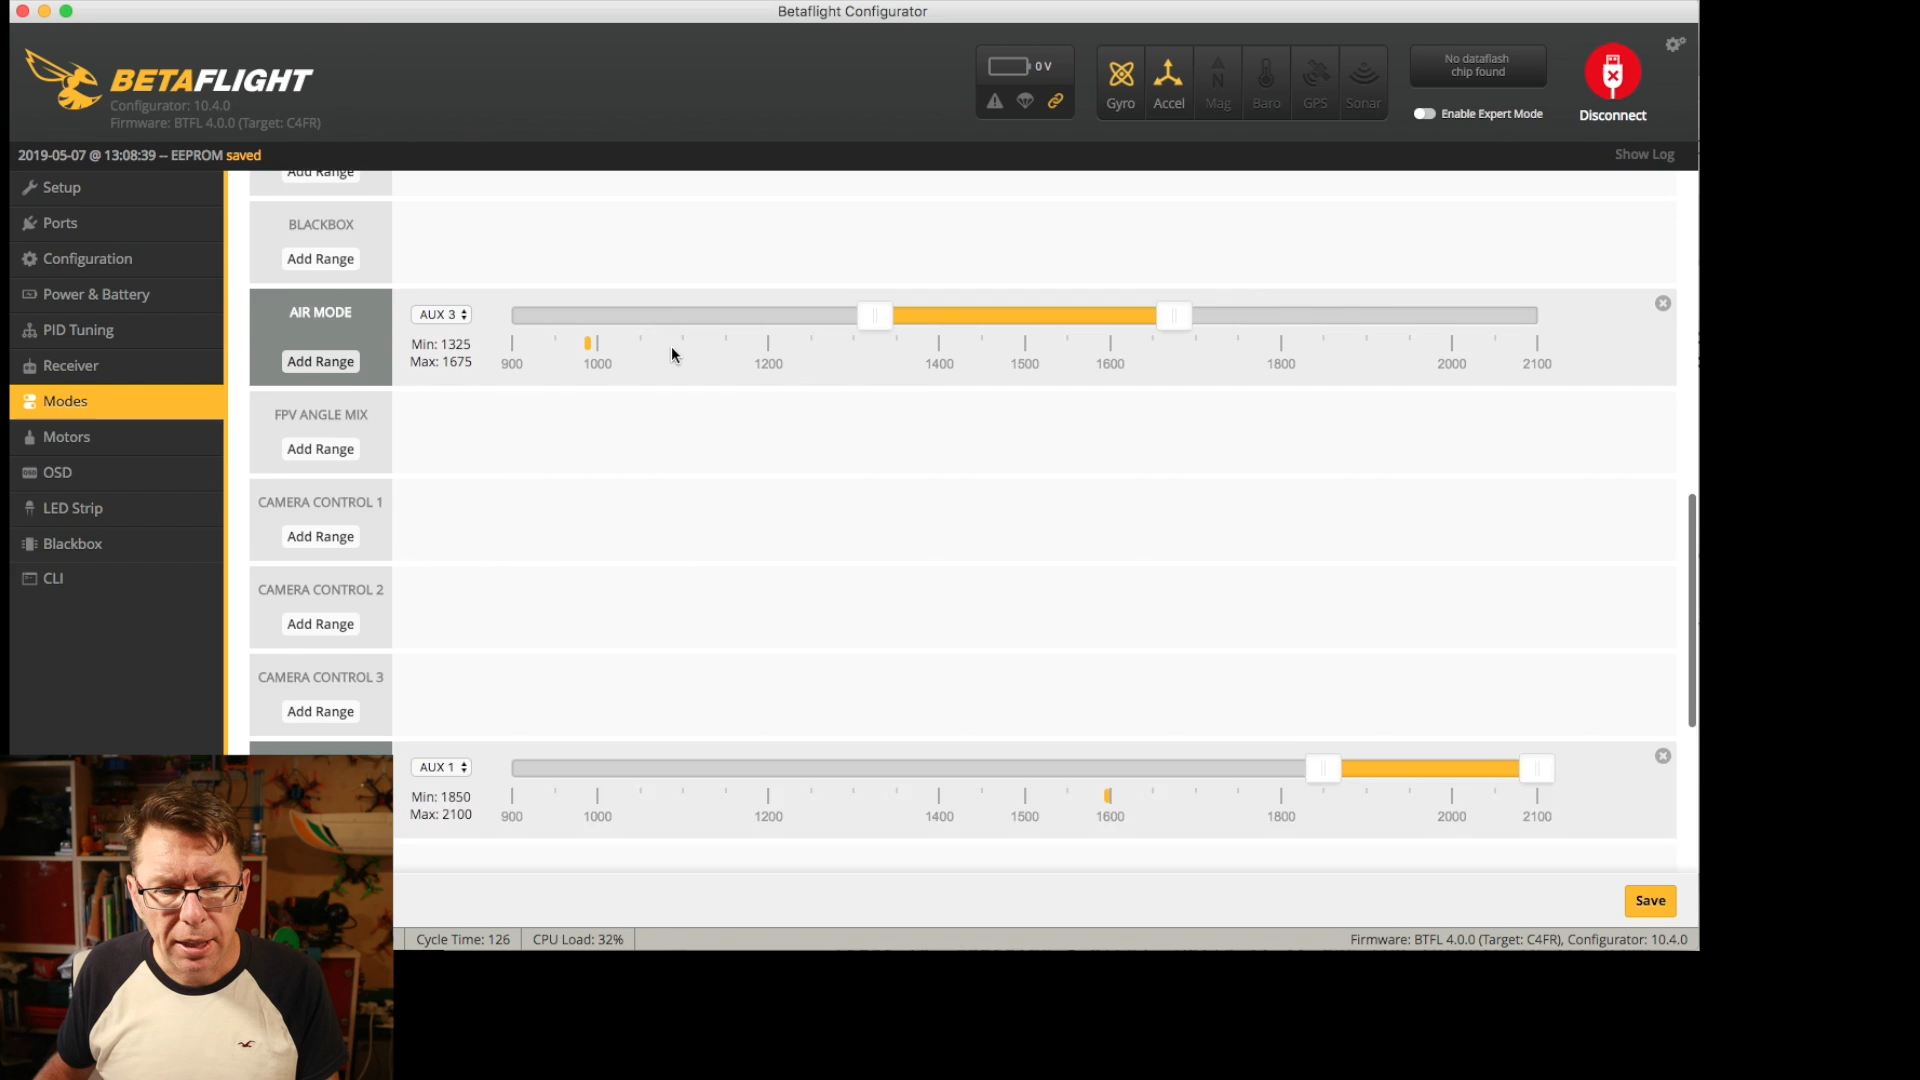 Betaflight Configurator
BETAFLIGHT
Configurator: 10.4.0
Firmware: BTFL 4.0.0 (Target: C4FR)
0 V
Gyro Accel Mag Baro GPS Sonar
No dataflash
chip found
Enable Expert Mode
Disconnect
2019-05-07 @ 13:08:39 -- EEPROM saved
Show Log
Setup
Ports
Configuration
Power & Battery
PID Tuning
Receiver
Modes
Motors
OSD
LED Strip
Blackbox
CLI
Add Range
BLACKBOX
Add Range
AIR MODE
Add Range
AUX 3
Min: 1325
Max: 1675
900 1000 1200 1400 1500 1600 1800 2000 2100
FPV ANGLE MIX
Add Range
CAMERA CONTROL 1
Add Range
CAMERA CONTROL 2
Add Range
CAMERA CONTROL 3
Add Range
AUX 1
Min: 1850
Max: 2100
900 1000 1200 1400 1500 1600 1800 2000 2100
Save
Cycle Time: 126 CPU Load: 32%
Firmware: BTFL 4.0.0 (Target: C4FR), Configurator: 10.4.0